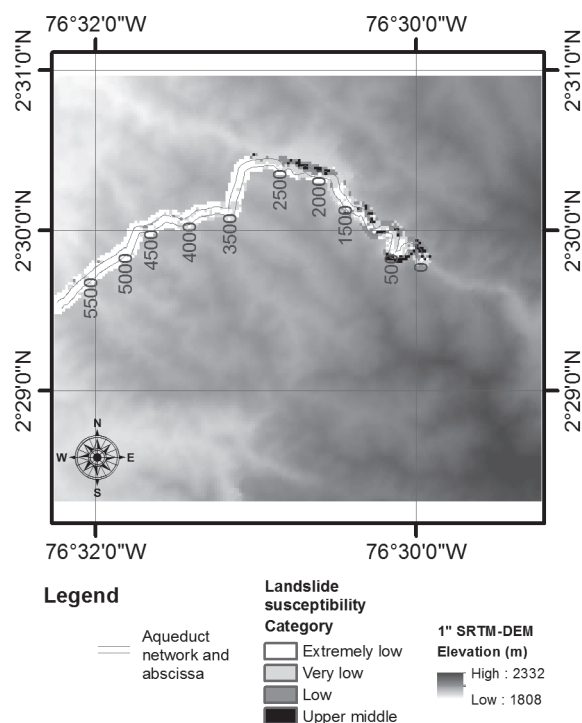 76°32'0"W 76°30'0"W
2°31'0"N 2°31'0"N
2°30'0"N 2°30'0"N
2°29'0"N 2°29'0"N
5500 5000 4500 4000 3500 2500 2000 1500 500 0
N
W E
S
76°32'0"W 76°30'0"W
Legend
Aqueduct
network and
abscissa
Landslide
susceptibility
Category
Extremely low
Very low
Low
Upper middle
1" SRTM-DEM
Elevation (m)
High : 2332
Low : 1808